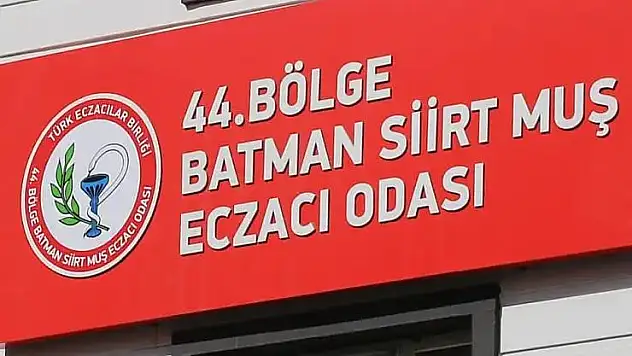 TÜRK ECZACILAR BİRLİĞİ
44. BÖLGE BATMAN SİİRT MUŞ ECZACI ODASI
44.BÖLGE
BATMAN SİİRT MUŞ
ECZACI ODASI